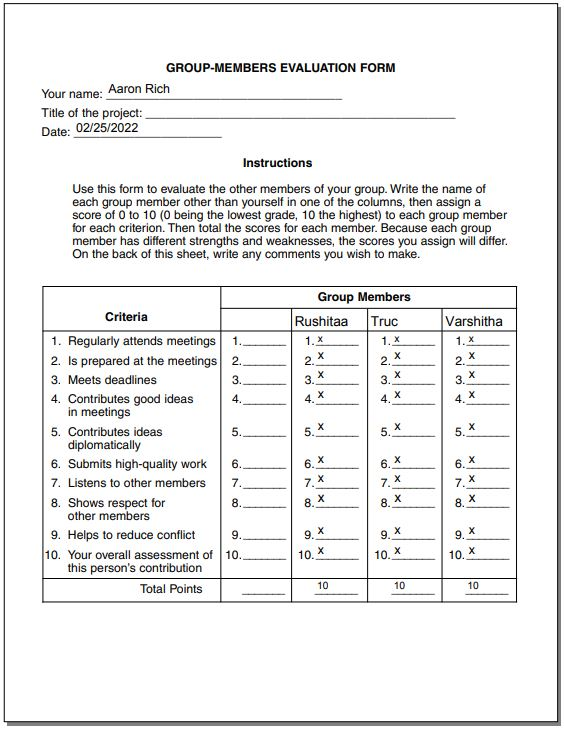 GROUP-MEMBERS EVALUATION FORM
Your name: Aaron Rich
Title of the project:
Date: 02/25/2022
Instructions
Use this form to evaluate the other members of your group. Write the name of
each group member other than yourself in one of the columns, then assign a
score of 0 to 10 (0 being the lowest grade, 10 the highest) to each group member
for each criterion. Then total the scores for each member. Because each group
member has different strengths and weaknesses, the scores you assign will differ.
On the back of this sheet, write any comments you wish to make.
Group Members
Criteria Rushitaa Truc Varshitha
1. Regularly attends meetings 1. 1. x 1. x 1. x
2. Is prepared at the meetings 2. 2. x 2. x 2. x
3. Meets deadlines 3. 3. x 3. x 3. x
4. Contributes good ideas 4. 4. x 4. x 4. x
in meetings
5. Contributes ideas 5. 5. x 5. x 5. x
diplomatically
6. Submits high-quality work 6. 6. x 6. x 6. x
7. Listens to other members 7. 7. x 7. x 7. x
8. Shows respect for 8. 8. x 8. x 8. x
other members
9. Helps to reduce conflict 9. 9. x 9. x 9. x
10. Your overall assessment of 10. 10. x 10. x 10. x
this person's contribution
Total Points 10 10 10